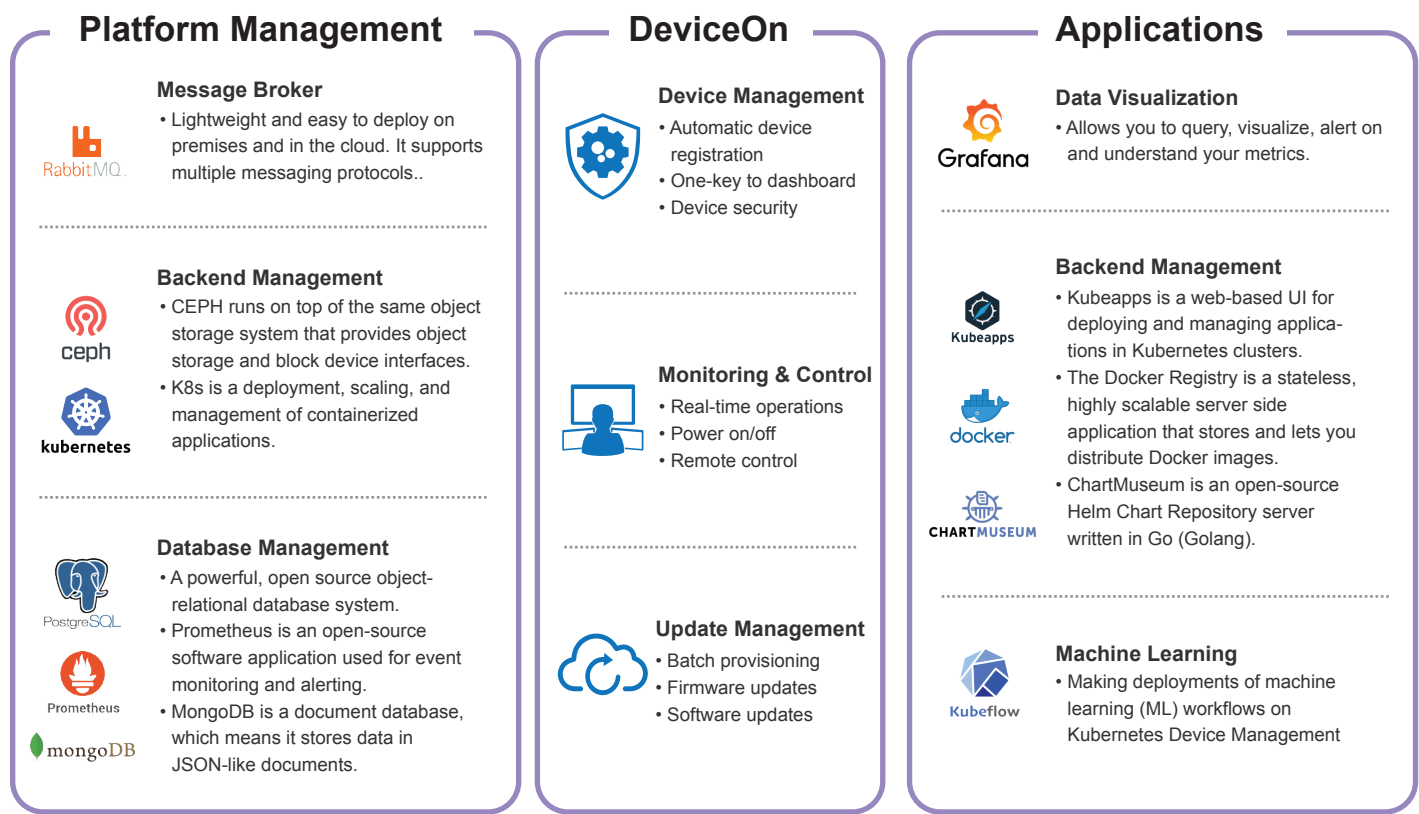 Platform Management
Message Broker
• Lightweight and easy to deploy on
premises and in the cloud. It supports
multiple messaging protocols..
RabbitMQ
Backend Management
• CEPH runs on top of the same object
storage system that provides object
storage and block device interfaces.
• K8s is a deployment, scaling, and
management of containerized
applications.
ceph
kubernetes
Database Management
• A powerful, open source object-
relational database system.
• Prometheus is an open-source
software application used for event
monitoring and alerting.
• MongoDB is a document database,
which means it stores data in
JSON-like documents.
PostgreSQL
Prometheus
mongoDB
DeviceOn
Device Management
• Automatic device
registration
• One-key to dashboard
• Device security
Monitoring & Control
• Real-time operations
• Power on/off
• Remote control
Update Management
• Batch provisioning
• Firmware updates
• Software updates
Applications
Data Visualization
• Allows you to query, visualize, alert on
and understand your metrics.
Grafana
Backend Management
• Kubeapps is a web-based UI for
deploying and managing applica-
tions in Kubernetes clusters.
• The Docker Registry is a stateless,
highly scalable server side
application that stores and lets you
distribute Docker images.
• ChartMuseum is an open-source
Helm Chart Repository server
written in Go (Golang).
Kubeapps
docker
CHARTMUSEUM
Machine Learning
• Making deployments of machine
learning (ML) workflows on
Kubernetes Device Management
Kubeflow